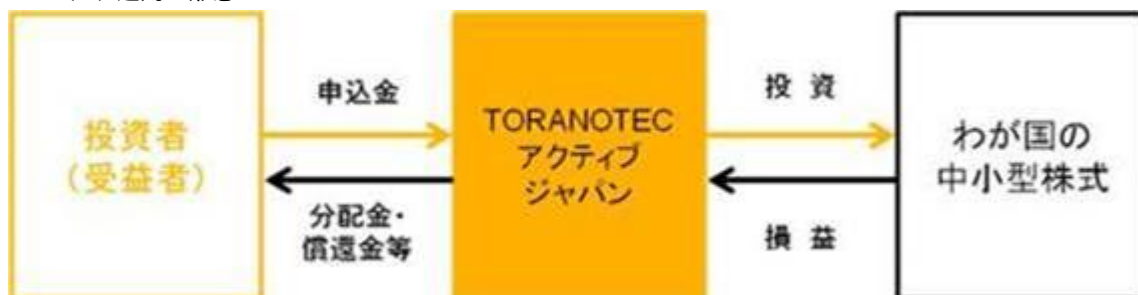 投資者
(受益者)
申込金
分配金・
償還金等
TORANOTEC
アクティブ
ジャパン
投 資
損 益
わが国の
中小型株式